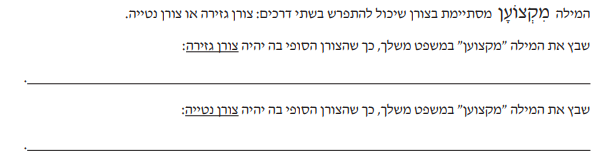 המילה מִקְצוֹעָן מסתיימת בצורן שיכול להתפרש בשתי דרכים: צורן גזירה או צורן נטייה.
שבץ את המילה "מקצוען" במשפט משלך, כך שהצורן הסופי בה יהיה צורן גזירה:
.
שבץ את המילה "מקצוען" במשפט משלך, כך שהצורן הסופי בה יהיה צורן נטייה:
.